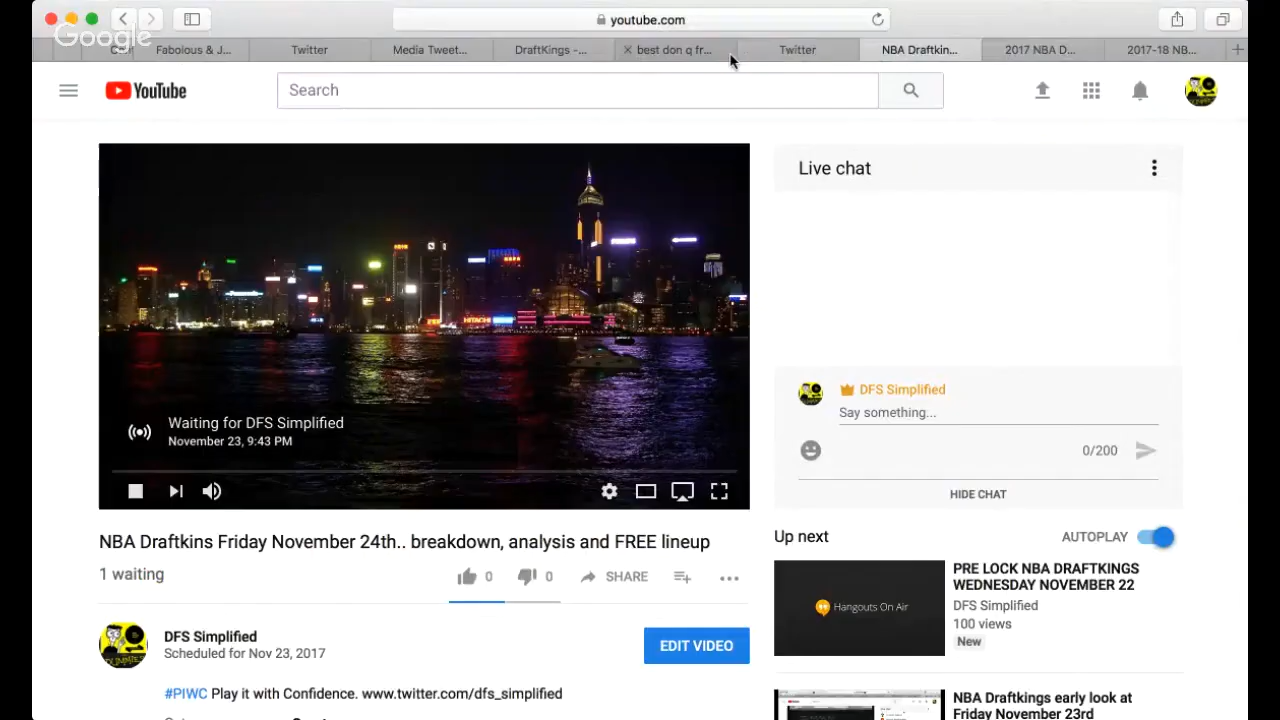 youtube.com
Google
Fabolous & J...
Twitter
Media Tweet...
DraftKings -...
best don q fr...
Twitter
NBA Draftkin...
2017 NBA D...
2017-18 NB...
YouTube
Search
Live chat
Waiting for DFS Simplified
November 23, 9:43 PM
HITACHI
DFS Simplified
Say something...
0/200
HIDE CHAT
NBA Draftkins Friday November 24th.. breakdown, analysis and FREE lineup
1 waiting
0
0
SHARE
Up next
AUTOPLAY
Hangouts On Air
PRE LOCK NBA DRAFTKINGS
WEDNESDAY NOVEMBER 22
DFS Simplified
100 views
New
DFS Simplified
Scheduled for Nov 23, 2017
EDIT VIDEO
#PIWC Play it with Confidence. www.twitter.com/dfs_simplified
NBA Draftkings early look at
Friday November 23rd